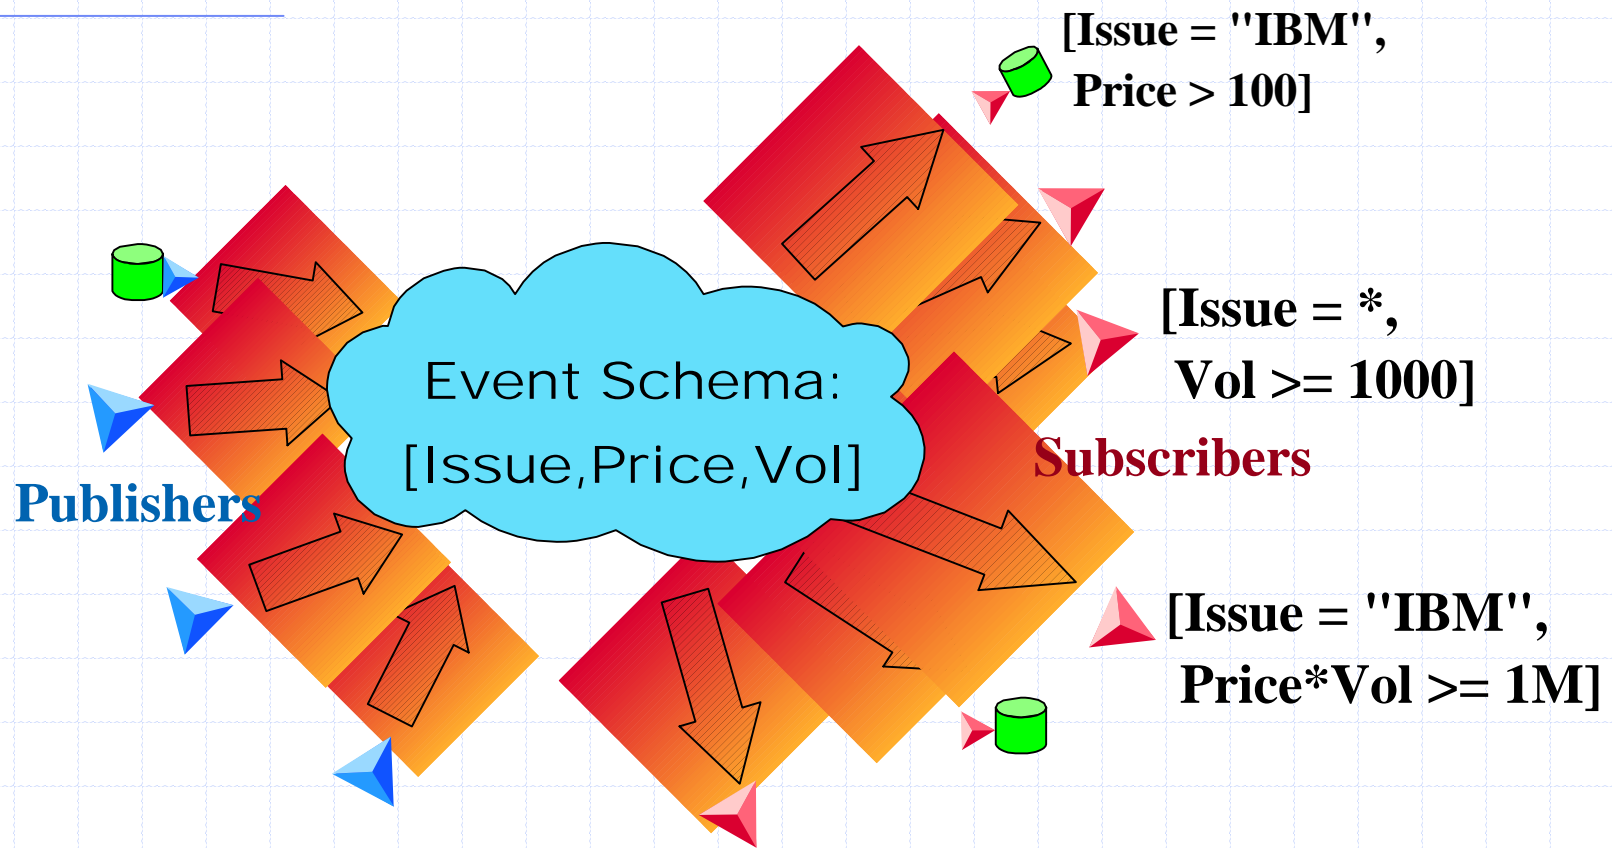 [Issue = "IBM",
Price > 100]
[Issue = *,
Vol >= 1000]
Event Schema:
[Issue,Price,Vol]
Subscribers
Publishers
[Issue = "IBM",
Price*Vol >= 1M]